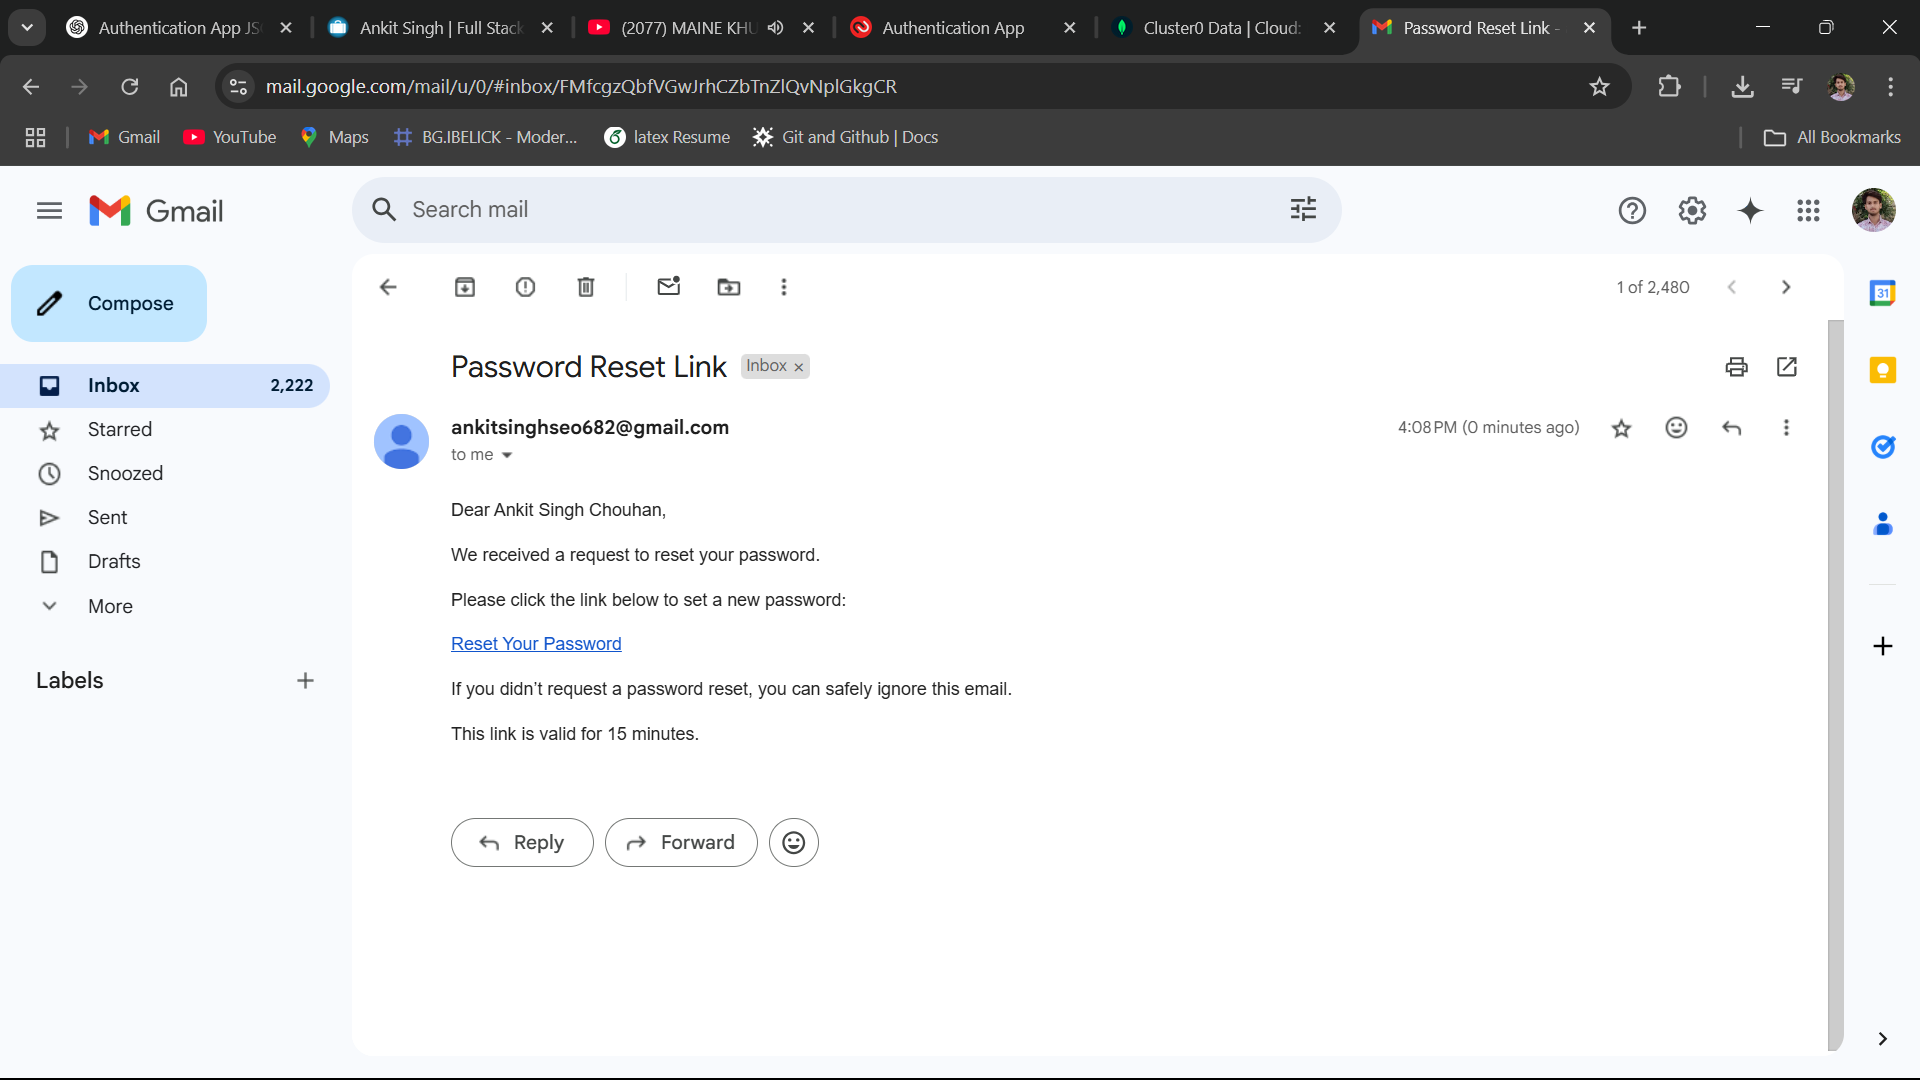 Authentication App JS
Ankit Singh | Full Stack
(2077) MAINE KHU
Authentication App
Cluster0 Data | Cloud:
Password Reset Link -
mail.google.com/mail/u/0/#inbox/FMfcgzQbfVGwJrhCZbTnZlQvNplGkgCR
Gmail
YouTube
Maps
BG.IBELICK - Moder...
latex Resume
Git and Github | Docs
All Bookmarks
Gmail
Search mail
Compose
1 of 2,480
Inbox 2,222
Starred
Snoozed
Sent
Drafts
More
Labels
Password Reset Link Inbox ×
ankitsinghseo682@gmail.com 4:08 PM (0 minutes ago)
to me
Dear Ankit Singh Chouhan,
We received a request to reset your password.
Please click the link below to set a new password:
Reset Your Password
If you didn’t request a password reset, you can safely ignore this email.
This link is valid for 15 minutes.
Reply
Forward
31